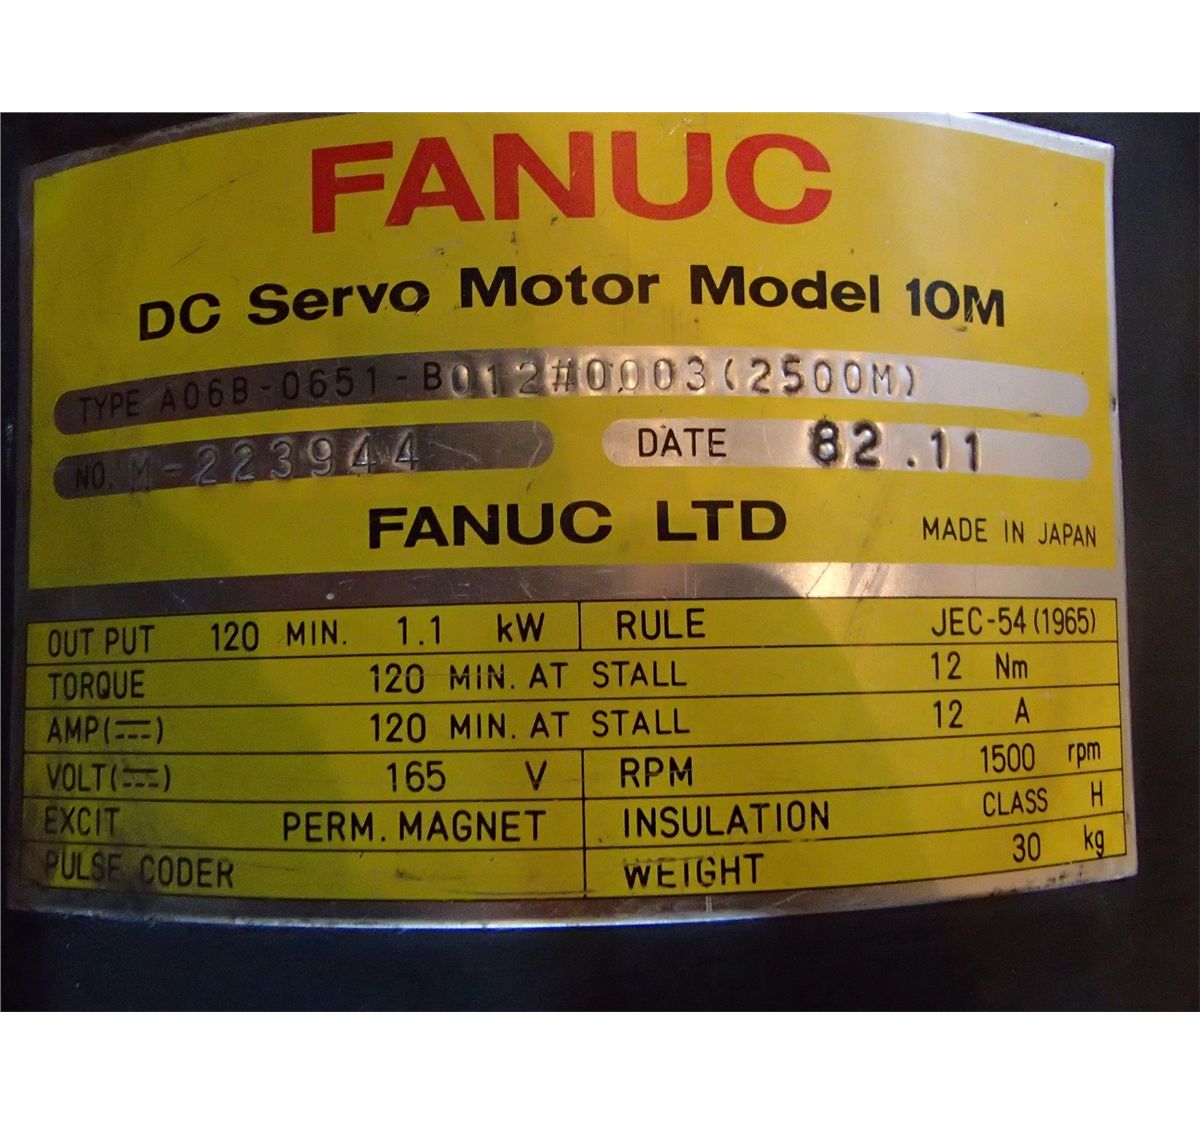 FANUC
DC Servo Motor Model 10M
TYPE A06B-0651-B012#0003(2500M)
NO. M-223944 DATE 82.11
FANUC LTD MADE IN JAPAN
OUT PUT 120 MIN. 1.1 kW RULE JEC-54 (1965)
TORQUE 120 MIN. AT STALL 12 Nm
AMP(⎓) 120 MIN. AT STALL 12 A
VOLT(⎓) 165 V RPM 1500 rpm
EXCIT PERM. MAGNET INSULATION CLASS H
PULSE CODER WEIGHT 30 kg